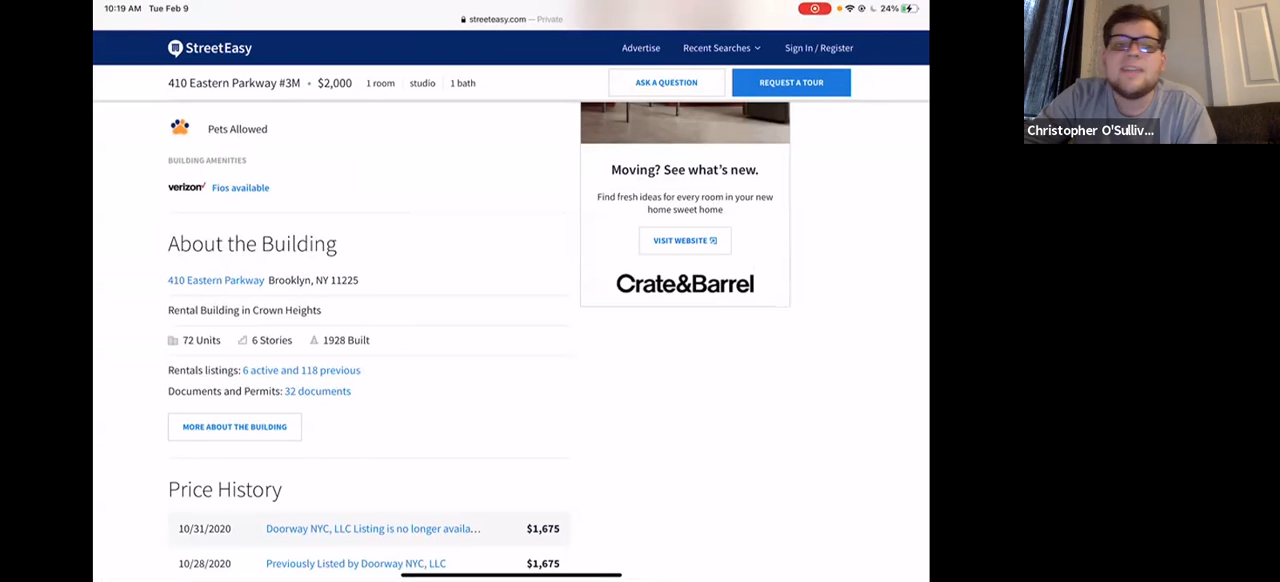 10:19 AM Tue Feb 9
streeteasy.com — Private
24%
StreetEasy
Advertise
Recent Searches
Sign In / Register
410 Eastern Parkway #3M • $2,000 1 room studio 1 bath
ASK A QUESTION
REQUEST A TOUR
Pets Allowed
BUILDING AMENITIES
verizon Fios available
About the Building
410 Eastern Parkway Brooklyn, NY 11225
Rental Building in Crown Heights
72 Units 6 Stories 1928 Built
Rentals listings: 6 active and 118 previous
Documents and Permits: 32 documents
MORE ABOUT THE BUILDING
Price History
10/31/2020 Doorway NYC, LLC Listing is no longer availa... $1,675
10/28/2020 Previously Listed by Doorway NYC, LLC $1,675
Moving? See what's new.
Find fresh ideas for every room in your new
home sweet home
VISIT WEBSITE
Crate&Barrel
Christopher O'Sulliv...